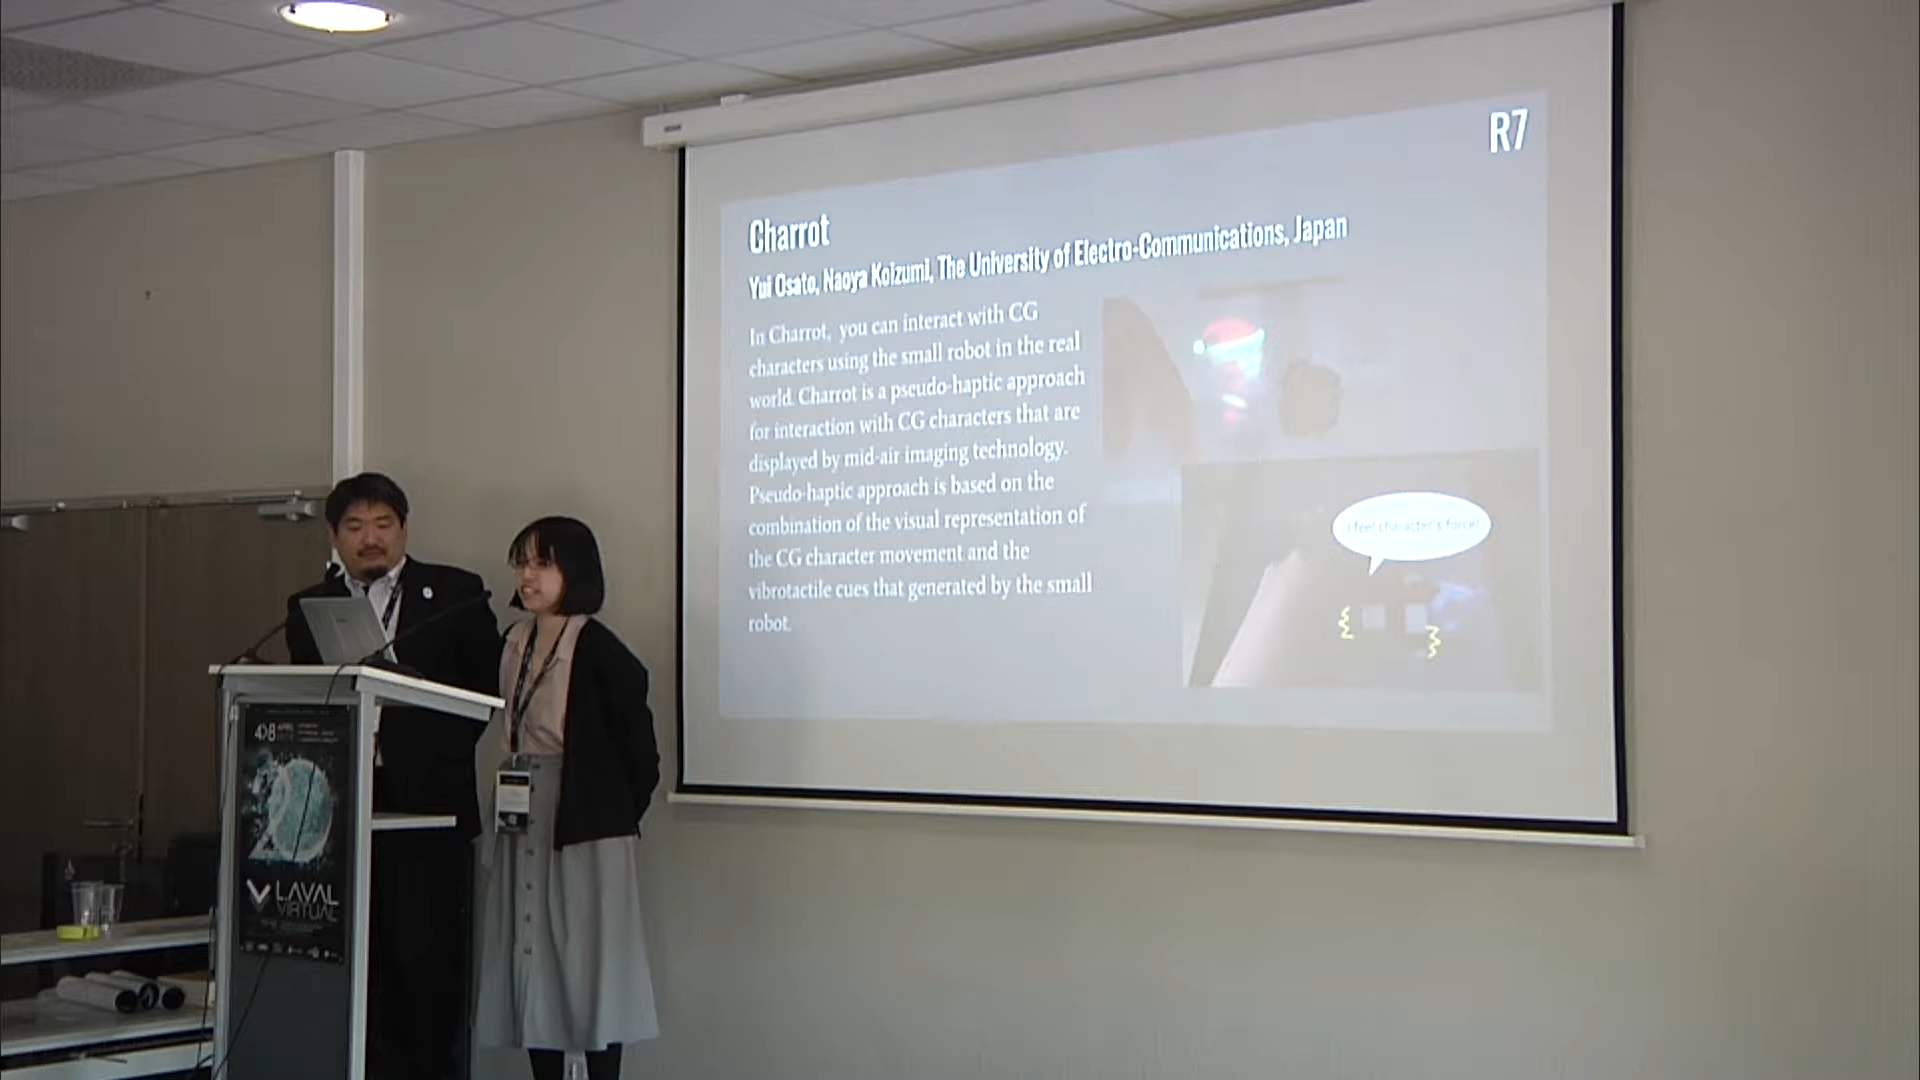 R7
Charrot
Yui Osato, Naoya Koizumi, The University of Electro-Communications, Japan
In Charrot, you can interact with CG
characters using the small robot in the real
world. Charrot is a pseudo-haptic approach
for interaction with CG characters that are
displayed by mid-air imaging technology.
Pseudo-haptic approach is based on the
combination of the visual representation of
the CG character movement and the
vibrotactile cues that generated by the small
robot.
I feel character's force!
LAVAL
VIRTUAL